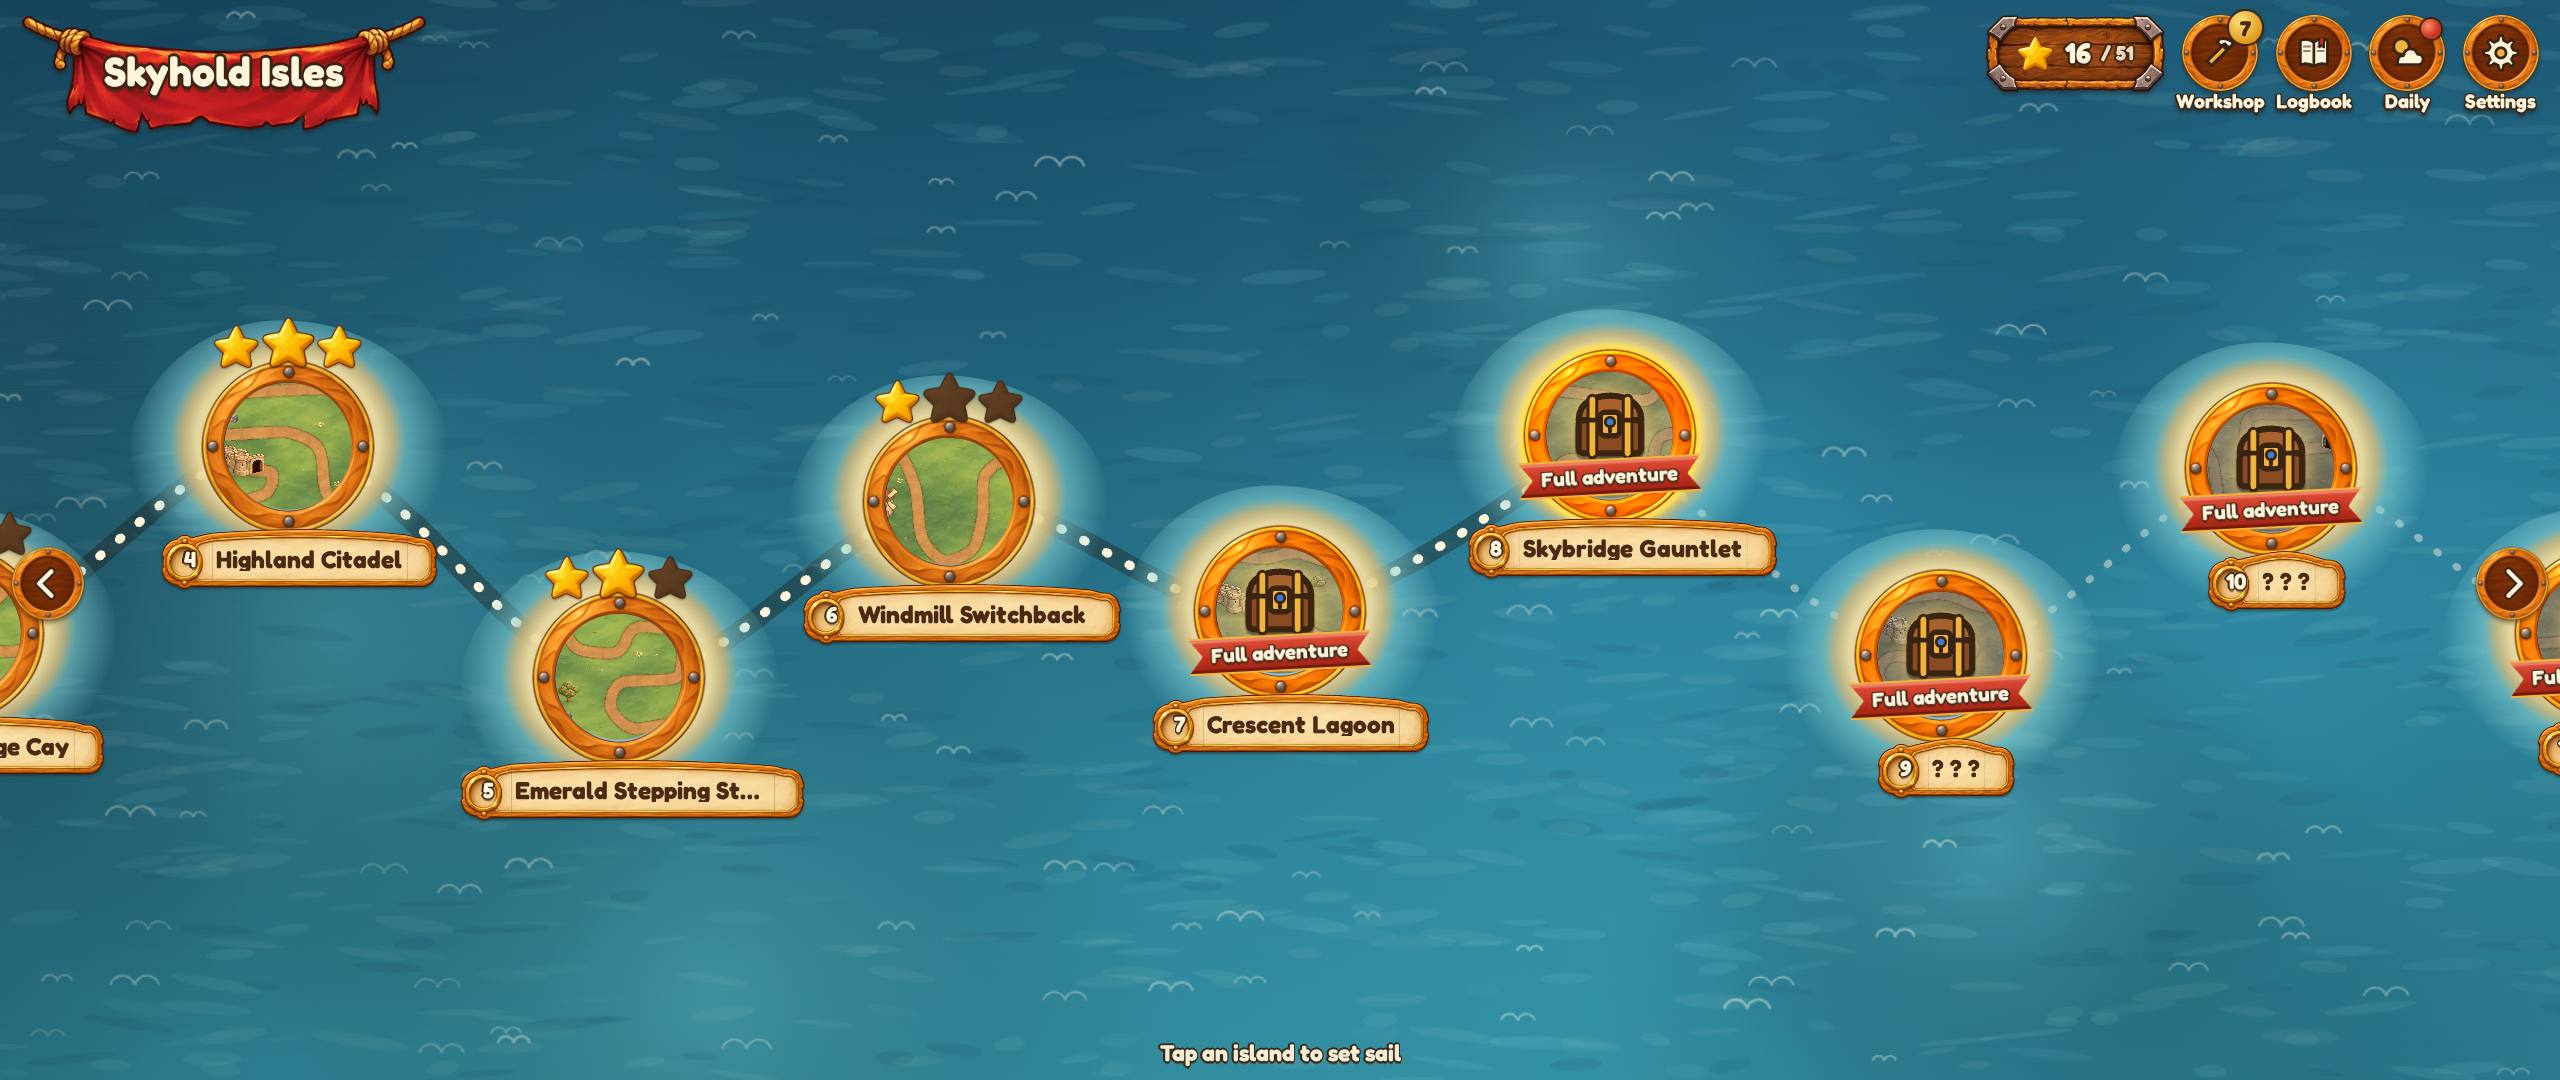 Skyhold Isles
16 / 51
7
Workshop
Logbook
Daily
Settings
4 Highland Citadel
5 Emerald Stepping St...
6 Windmill Switchback
Full adventure
7 Crescent Lagoon
Full adventure
8 Skybridge Gauntlet
Full adventure
9 ? ? ?
Full adventure
10 ? ? ?
Cay
Tap an island to set sail